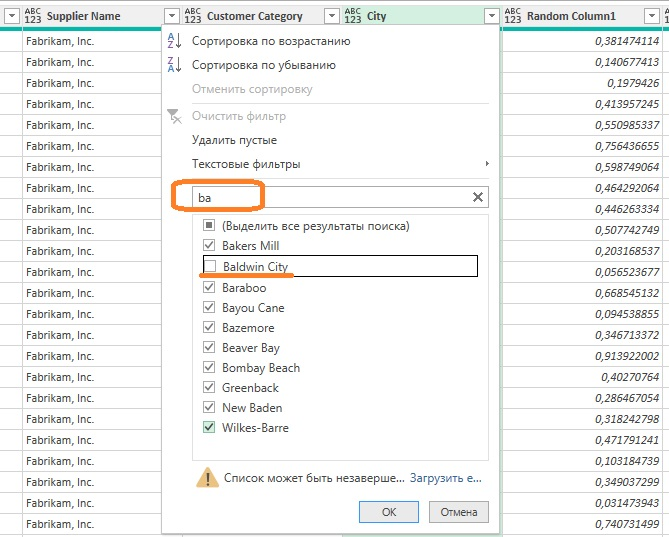 ABC 123 Supplier Name ABC 123 Customer Category ABC 123 City ABC 123 Random Column1
Fabrikam, Inc. Сортировка по возрастанию 0,381474114
Fabrikam, Inc. Сортировка по убыванию 0,140677413
Fabrikam, Inc. Отменить сортировку 0,1979426
Fabrikam, Inc. Очистить фильтр 0,413957245
Fabrikam, Inc. Удалить пустые 0,550985337
Fabrikam, Inc. Текстовые фильтры 0,756436655
Fabrikam, Inc. 0,598749064
Fabrikam, Inc. ba 0,464292064
Fabrikam, Inc. (Выделить все результаты поиска) 0,446263334
Fabrikam, Inc. Bakers Mill 0,507742749
Fabrikam, Inc. Baldwin City 0,203168537
Fabrikam, Inc. Baraboo 0,056523677
Fabrikam, Inc. Bayou Cane 0,668545132
Fabrikam, Inc. Bazemore 0,094538855
Fabrikam, Inc. Beaver Bay 0,346713372
Fabrikam, Inc. Bombay Beach 0,913922002
Fabrikam, Inc. Greenback 0,40270764
Fabrikam, Inc. New Baden 0,286467054
Fabrikam, Inc. Wilkes-Barre 0,318242798
Fabrikam, Inc. 0,471791241
Fabrikam, Inc. Список может быть незаверше... Загрузить е... 0,103184739
Fabrikam, Inc. 0,349037299
Fabrikam, Inc. ОК Отмена 0,031473943
Fabrikam, Inc. 0,740731499